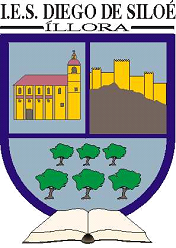 I.E.S. DIEGO DE SILOÉ
ÍLLORA